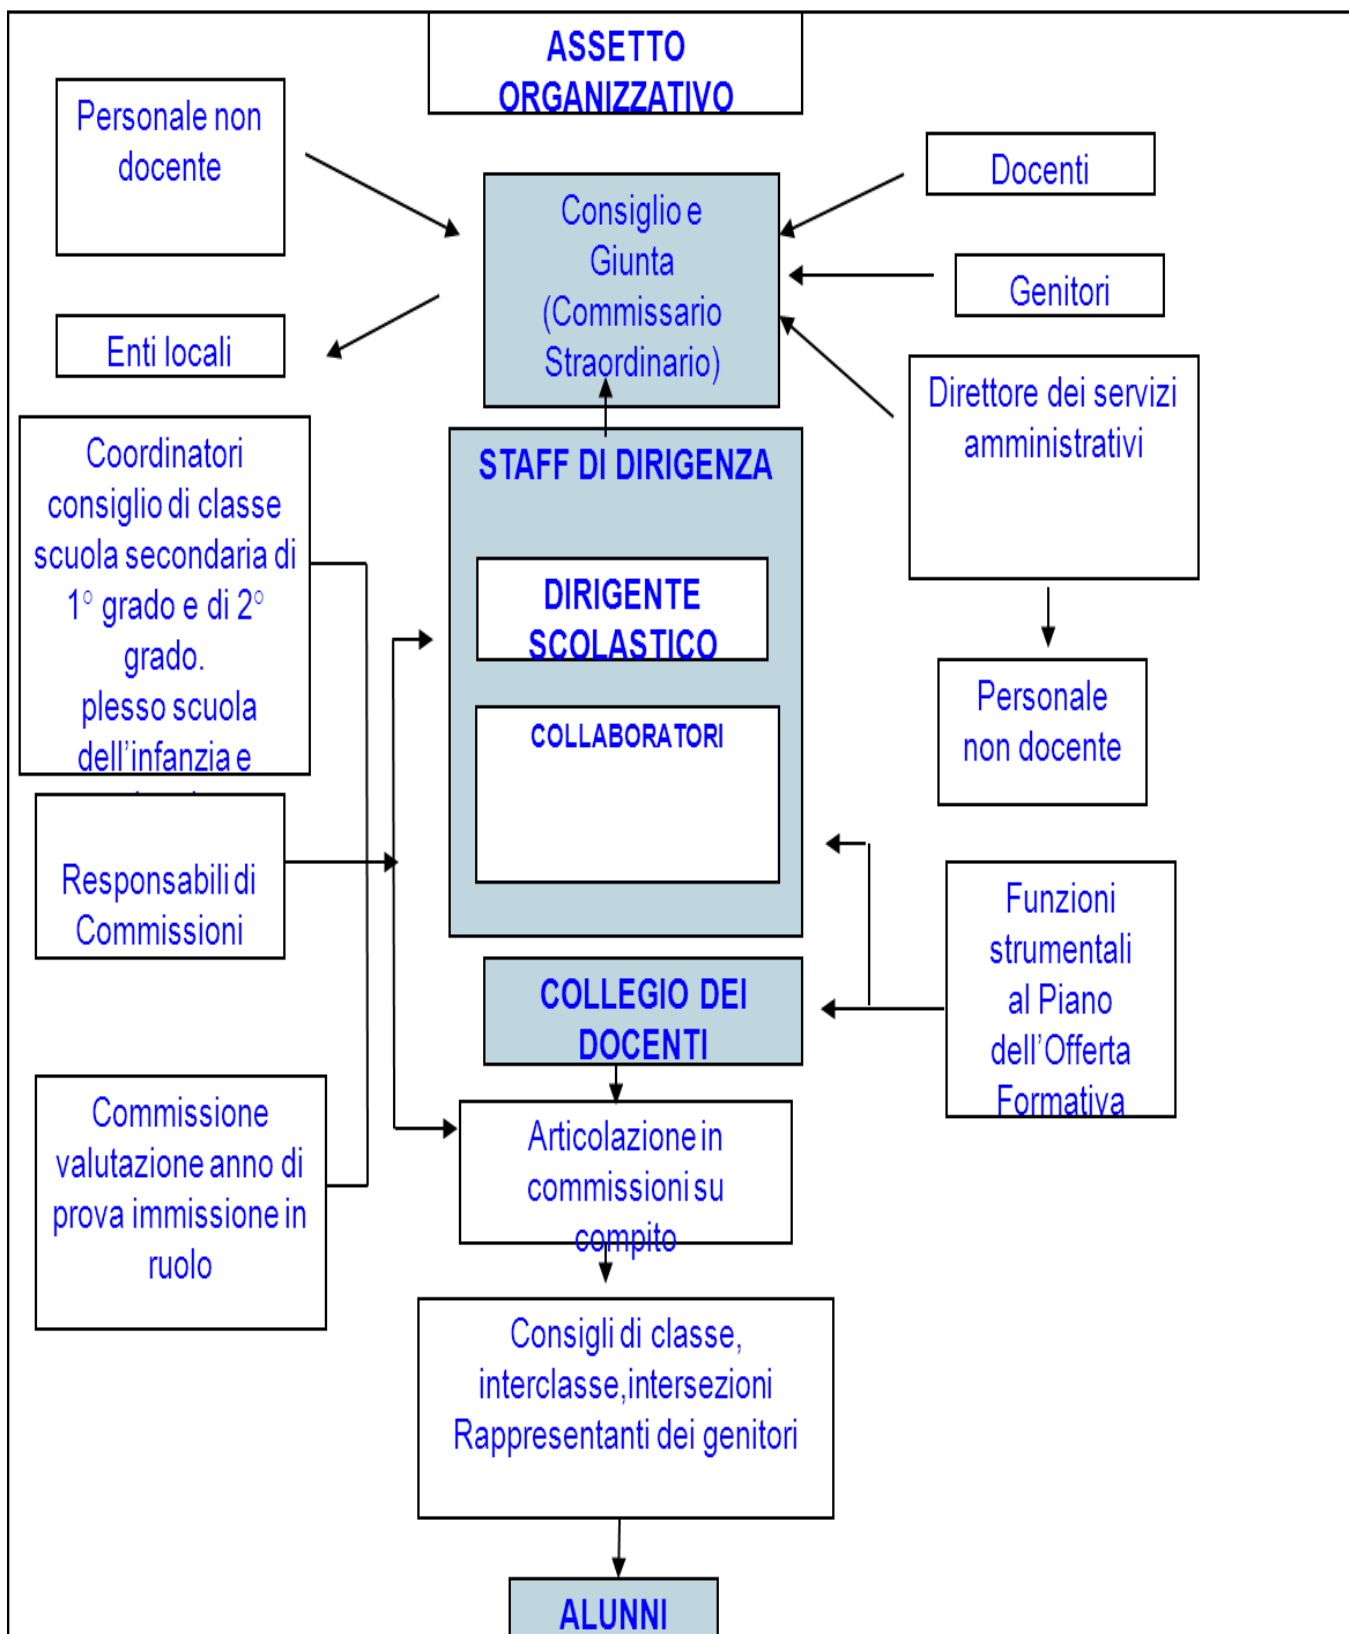 ASSETTO
ORGANIZZATIVO
Personale non
docente
Docenti
Consiglio e
Giunta
(Commissario
Straordinario)
Genitori
Enti locali
Direttore dei servizi
amministrativi
Coordinatori
consiglio di classe
scuola secondaria di
1° grado e di 2°
grado.
plesso scuola
dell’infanzia e
STAFF DI DIRIGENZA
DIRIGENTE
SCOLASTICO
COLLABORATORI
Personale
non docente
Responsabili di
Commissioni
Funzioni
strumentali
al Piano
dell’Offerta
Formativa
COLLEGIO DEI
DOCENTI
Commissione
valutazione anno di
prova immissione in
ruolo
Articolazione in
commissioni su
compito
Consigli di classe,
interclasse,intersezioni
Rappresentanti dei genitori
ALUNNI